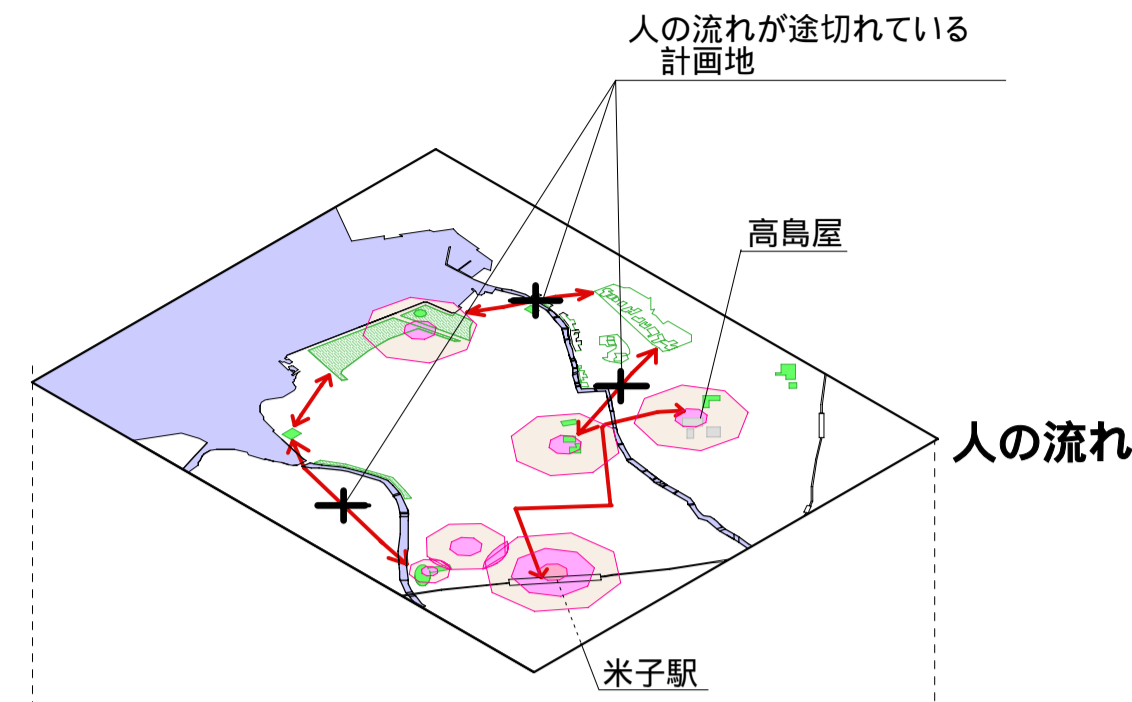 人の流れが途切れている
計画地
高島屋
人の流れ
米子駅